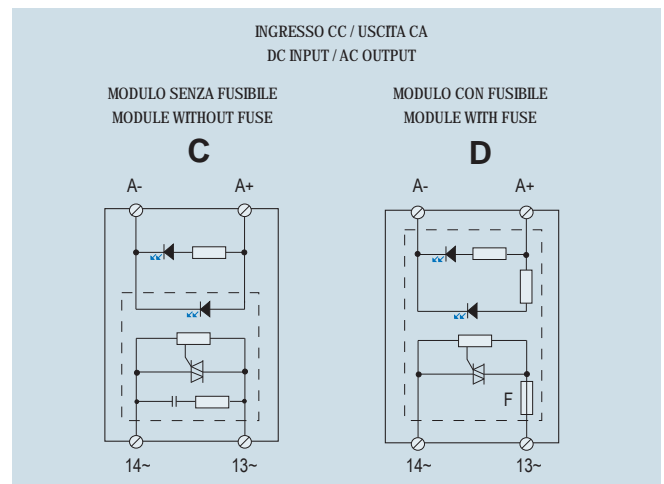 INGRESSO CC / USCITA CA
DC INPUT / AC OUTPUT
MODULO SENZA FUSIBILE
MODULE WITHOUT FUSE
C
A- A+
14~ 13~
MODULO CON FUSIBILE
MODULE WITH FUSE
D
A- A+
F
14~ 13~